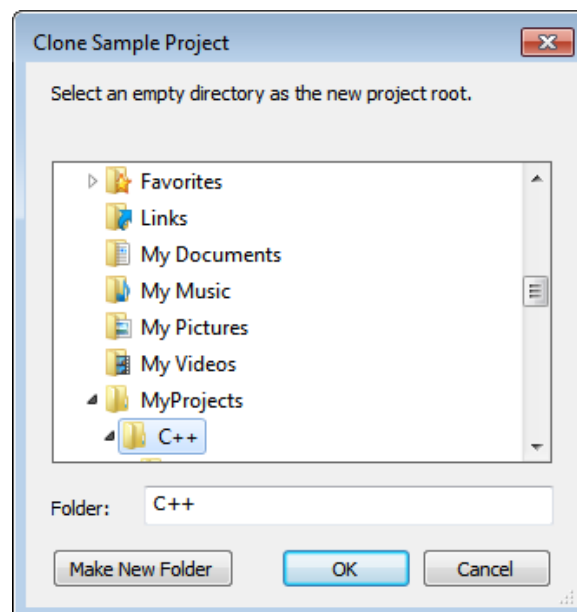 Clone Sample Project
Select an empty directory as the new project root.
Favorites
Links
My Documents
My Music
My Pictures
My Videos
MyProjects
C++
Folder: C++
Make New Folder OK Cancel